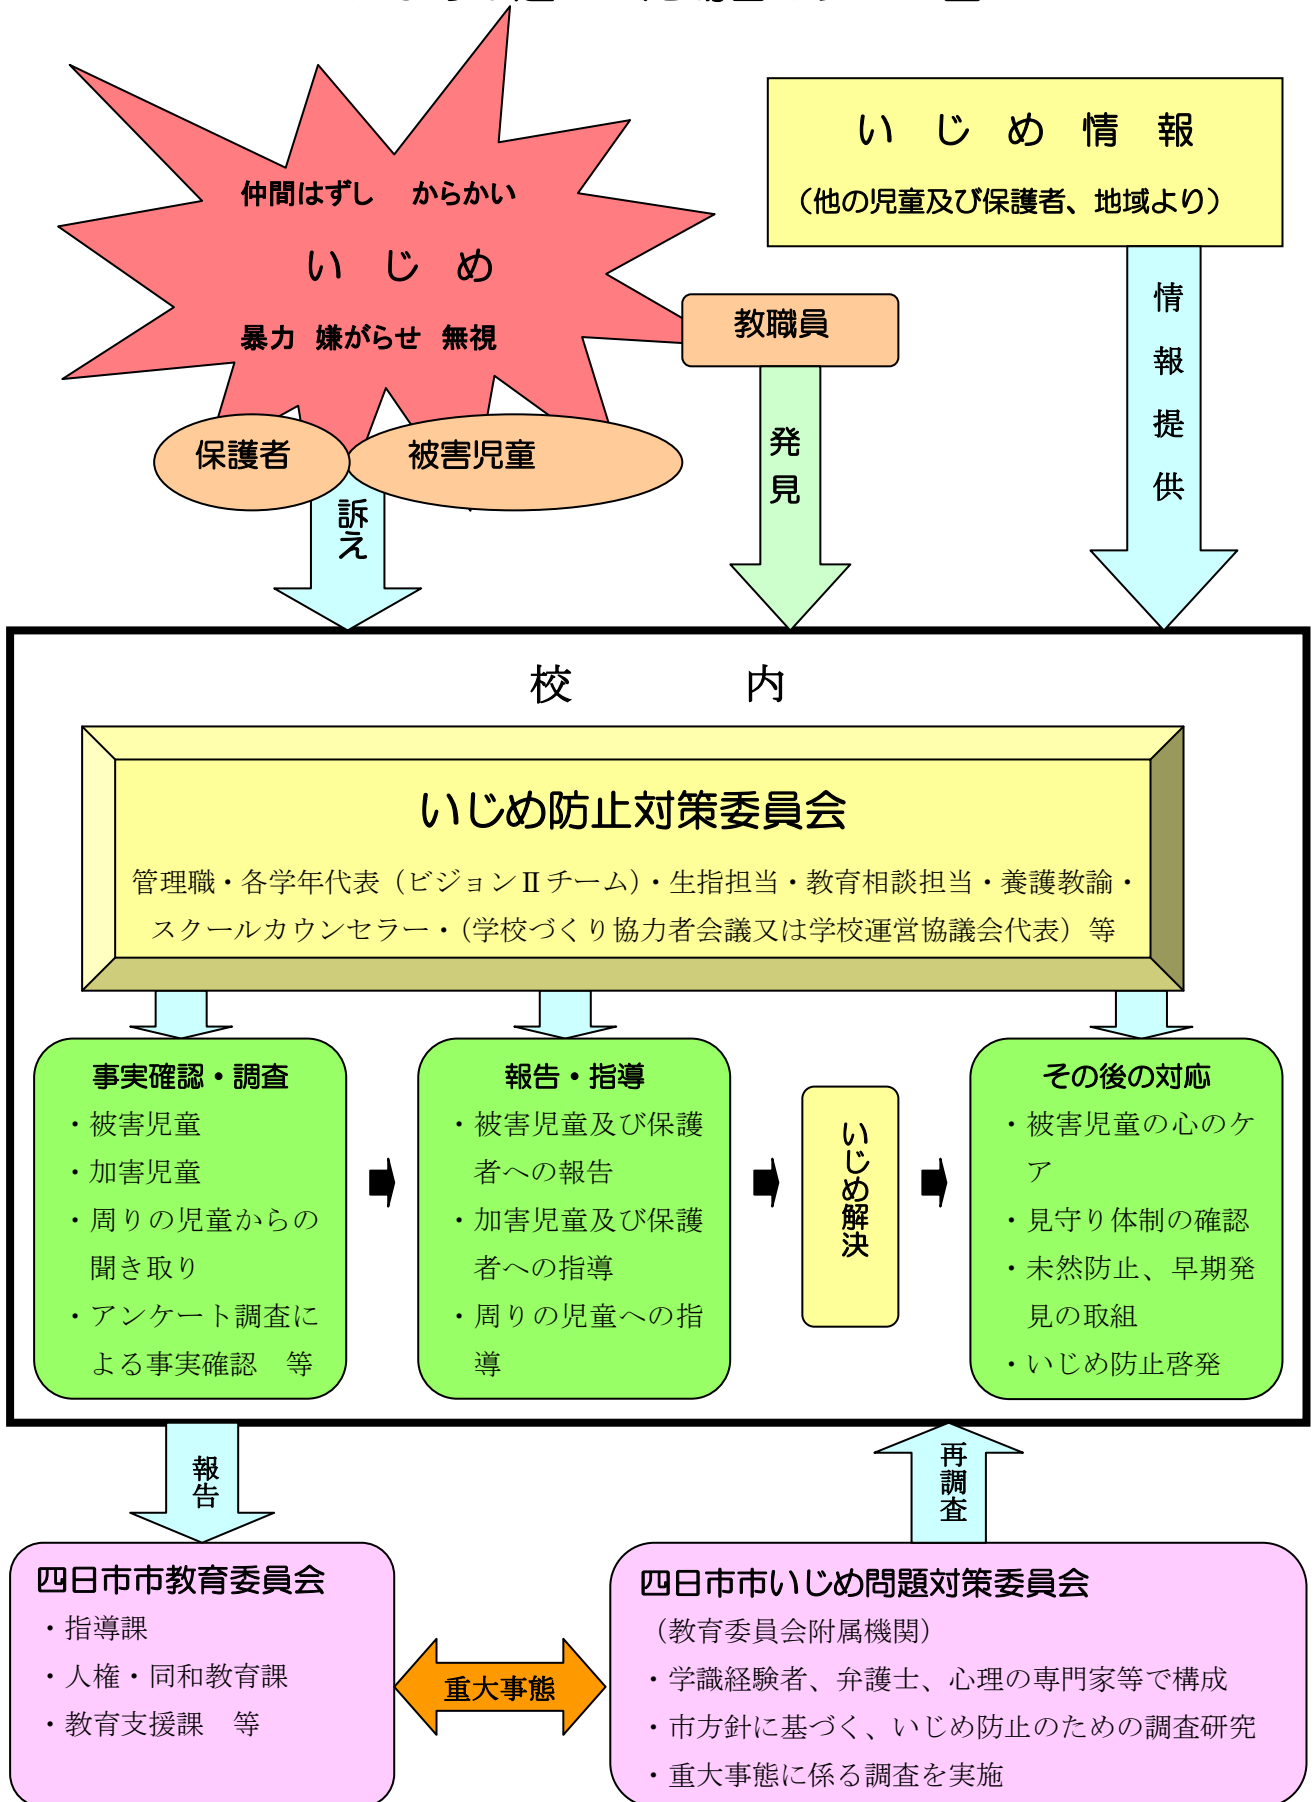 仲間はずし　からかい
い　じ　め
暴力　嫌がらせ　無視
い　じ　め　情　報
（他の児童及び保護者、地域より）
教職員
保護者
被害児童
訴え
発見
情報提供
校　　内
いじめ防止対策委員会
管理職・各学年代表（ビジョンⅡチーム）・生指担当・教育相談担当・養護教諭・
スクールカウンセラー・（学校づくり協力者会議又は学校運営協議会代表）等
事実確認・調査
・被害児童
・加害児童
・周りの児童からの
聞き取り
・アンケート調査に
よる事実確認　等
報告・指導
・被害児童及び保護
者への報告
・加害児童及び保護
者への指導
・周りの児童への指
導
いじめ解決
その後の対応
・被害児童の心のケ
ア
・見守り体制の確認
・未然防止、早期発
見の取組
・いじめ防止啓発
報告
再調査
四日市市教育委員会
・指導課
・人権・同和教育課
・教育支援課　等
重大事態
四日市市いじめ問題対策委員会
（教育委員会附属機関）
・学識経験者、弁護士、心理の専門家等で構成
・市方針に基づく、いじめ防止のための調査研究
・重大事態に係る調査を実施